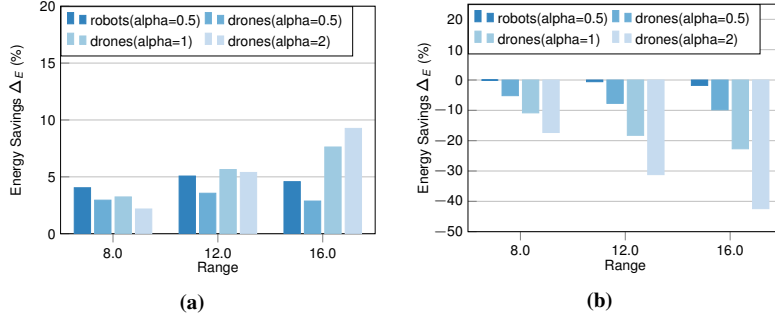 20
15
10
5
0
Energy Savings Δ_E (%)
robots(alpha=0.5) drones(alpha=0.5)
drones(alpha=1) drones(alpha=2)
8.0 12.0 16.0
Range
(a)
20
10
0
−10
−20
−30
−40
−50
Energy Savings Δ_E (%)
robots(alpha=0.5) drones(alpha=0.5)
drones(alpha=1) drones(alpha=2)
8.0 12.0 16.0
Range
(b)